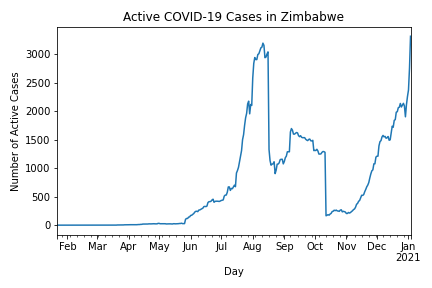 Active COVID-19 Cases in Zimbabwe
Number of Active Cases
3000
2500
2000
1500
1000
500
0
Feb Mar Apr May Jun Jul Aug Sep Oct Nov Dec Jan
2021
Day